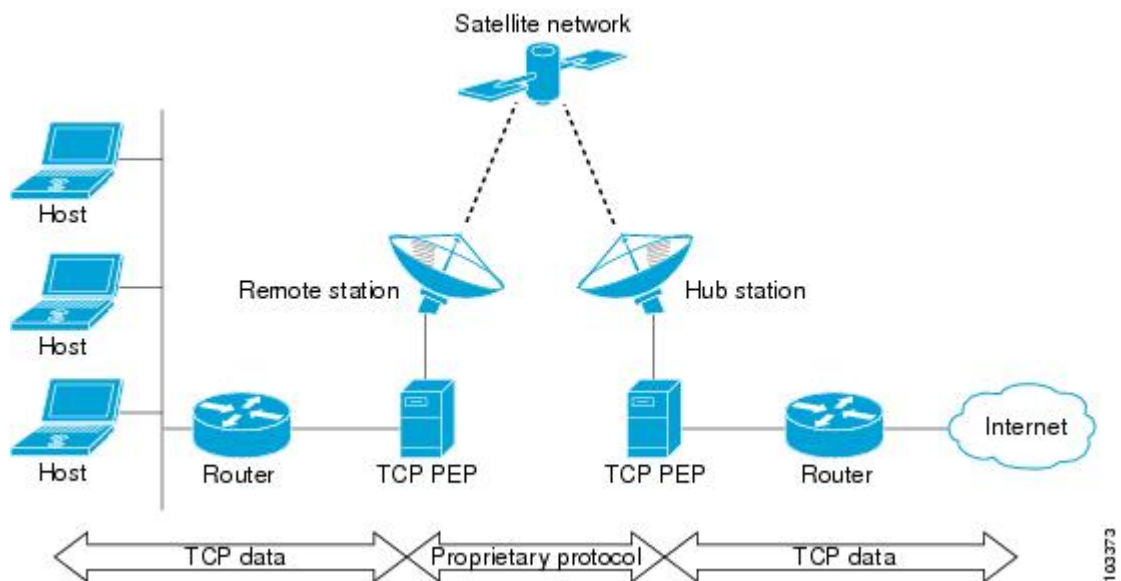 Satellite network
Host
Remote station
Hub station
Host
Internet
Host
Router
TCP PEP
TCP PEP
Router
TCP data
Proprietary protocol
TCP data
103373